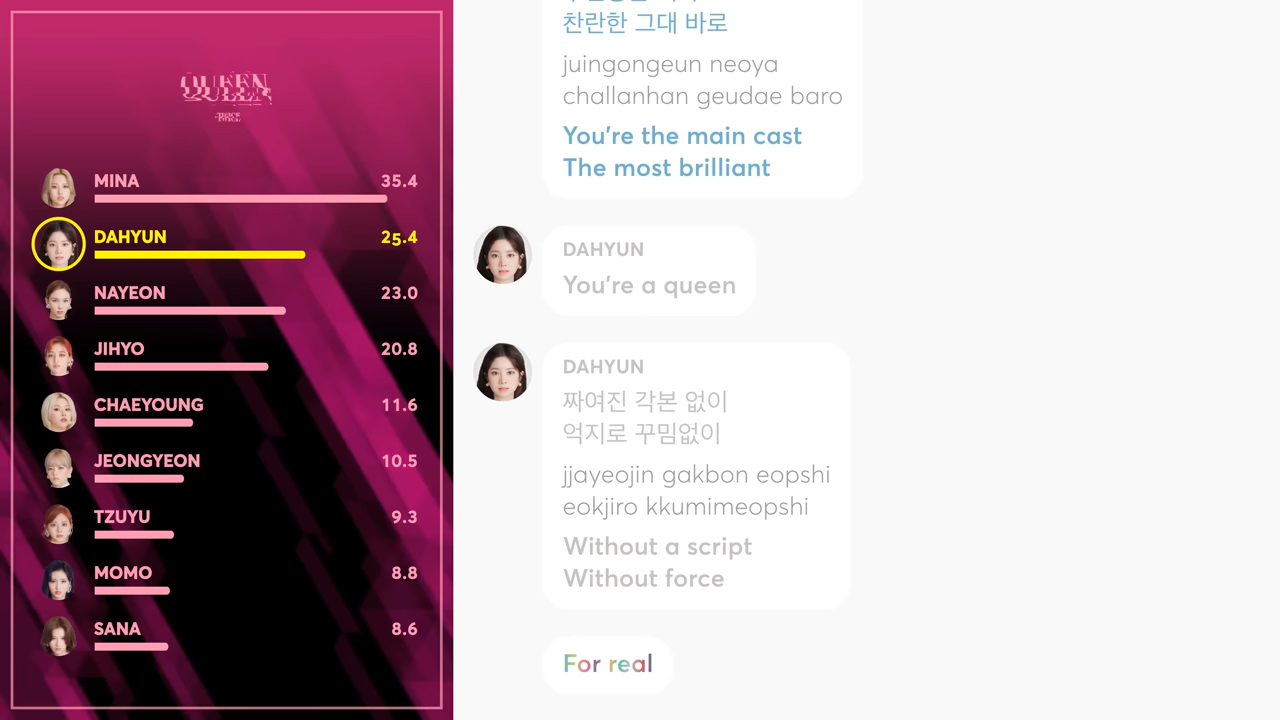 QUEEN
QUEEN
TWICE
MINA 35.4
DAHYUN 25.4
NAYEON 23.0
JIHYO 20.8
CHAEYOUNG 11.6
JEONGYEON 10.5
TZUYU 9.3
MOMO 8.8
SANA 8.6
찬란한 그대 바로
juingongeun neoya
challanhan geudae baro
You're the main cast
The most brilliant
DAHYUN
You're a queen
DAHYUN
짜여진 각본 없이
억지로 꾸밈없이
jjayeojin gakbon eopshi
eokjiro kkumimeopshi
Without a script
Without force
For real